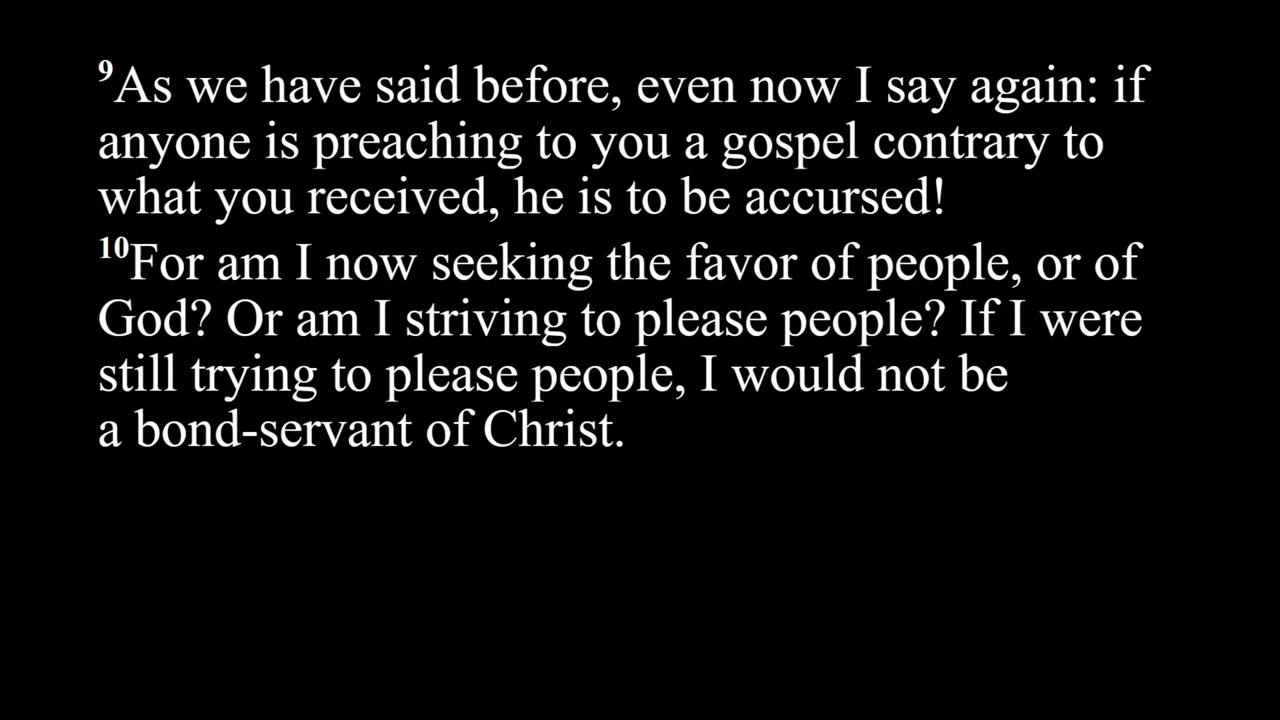 9As we have said before, even now I say again: if
anyone is preaching to you a gospel contrary to
what you received, he is to be accursed!
10For am I now seeking the favor of people, or of
God? Or am I striving to please people? If I were
still trying to please people, I would not be
a bond-servant of Christ.